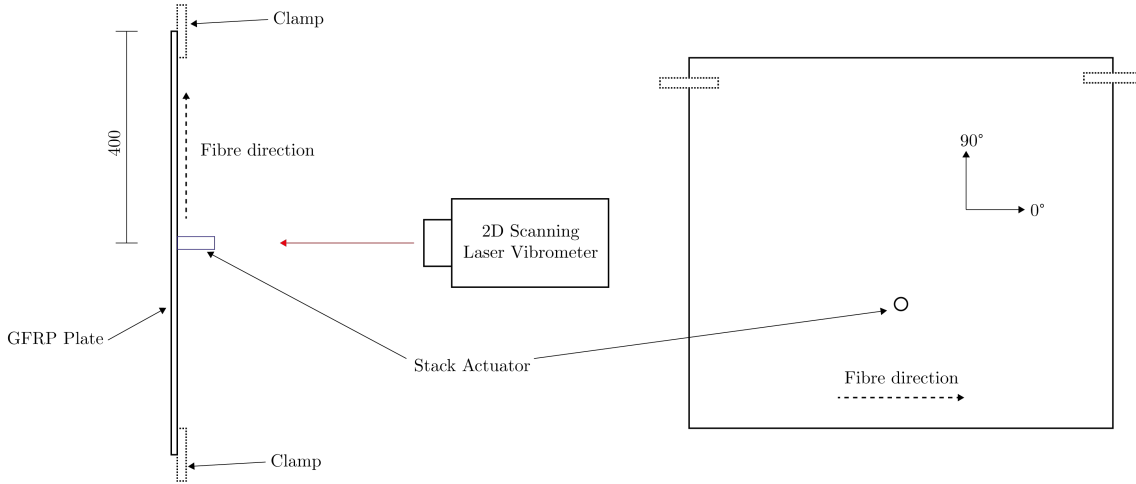 Clamp
400
Fibre direction
2D Scanning
Laser Vibrometer
GFRP Plate
Stack Actuator
Clamp
90°
0°
Fibre direction